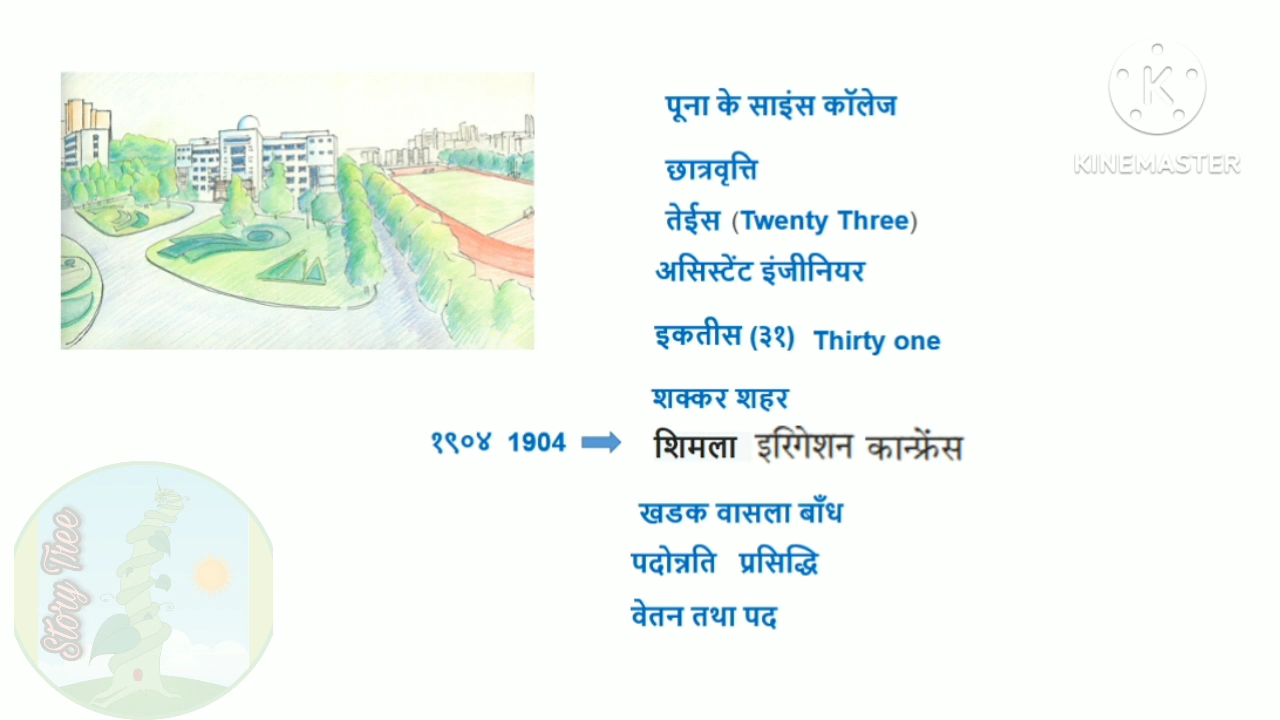 पूना के साइंस कॉलेज
KINEMASTER
छात्रवृत्ति
तेईस (Twenty Three)
असिस्टेंट इंजीनियर
इकतीस (३१) Thirty one
शक्कर शहर
१९०४ 1904 शिमला इरिगेशन कान्फ्रेंस
खडक वासला बाँध
पदोन्नति प्रसिद्धि
वेतन तथा पद
Story Tree